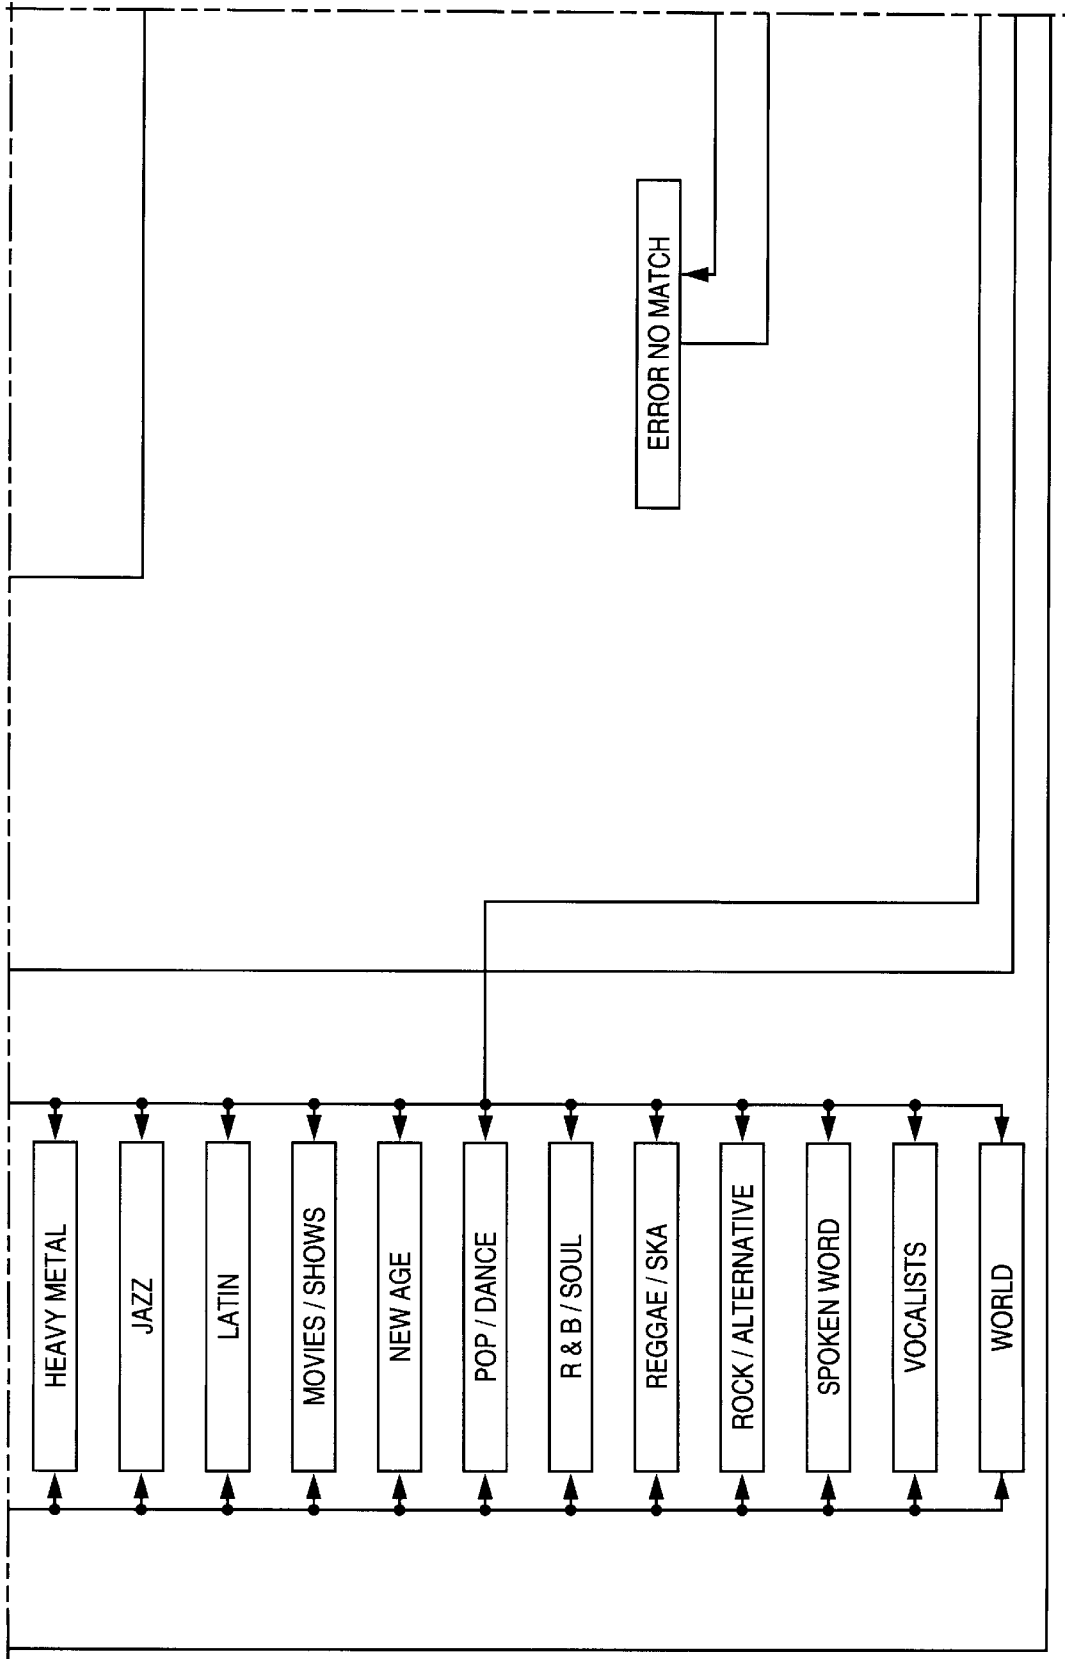 HEAVY METAL
JAZZ
LATIN
MOVIES / SHOWS
NEW AGE
POP / DANCE
R & B / SOUL
REGGAE / SKA
ROCK / ALTERNATIVE
SPOKEN WORD
VOCALISTS
WORLD
ERROR NO MATCH